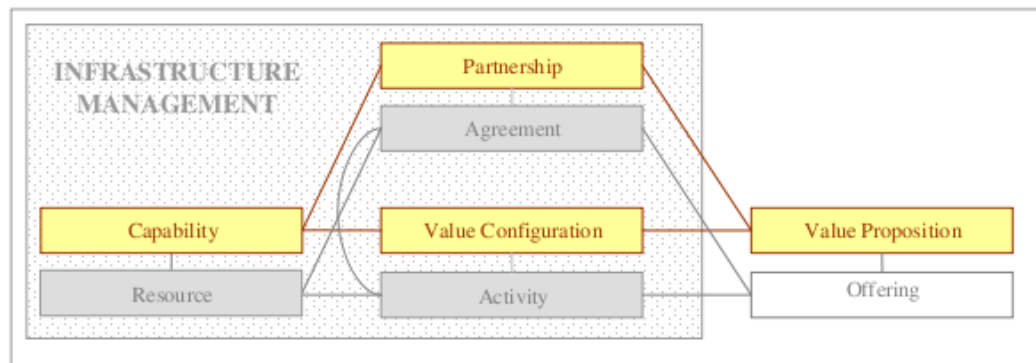 INFRASTRUCTURE
MANAGEMENT
Partnership
Agreement
Capability
Value Configuration
Value Proposition
Resource
Activity
Offering